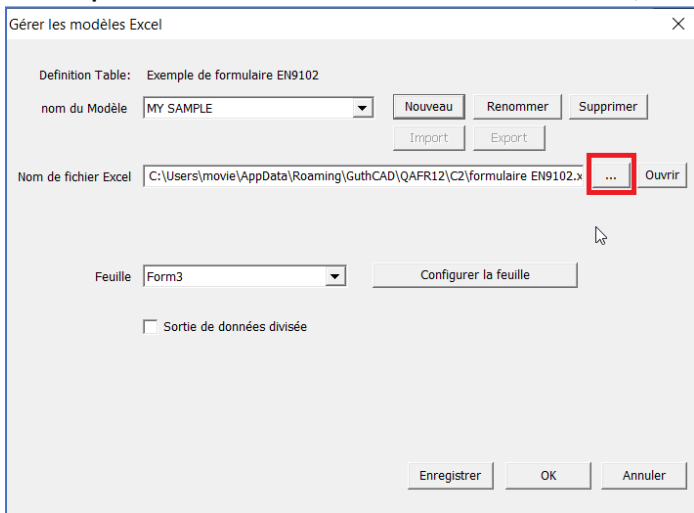 Gérer les modèles Excel
Definition Table: Exemple de formulaire EN9102
nom du Modèle MY SAMPLE Nouveau Renommer Supprimer
Import Export
Nom de fichier Excel C:\Users\movie\AppData\Roaming\GuthCAD\QAFR12\C2\formulaire EN9102.x ... Ouvrir
Feuille Form3 Configurer la feuille
Sortie de données divisée
Enregistrer OK Annuler